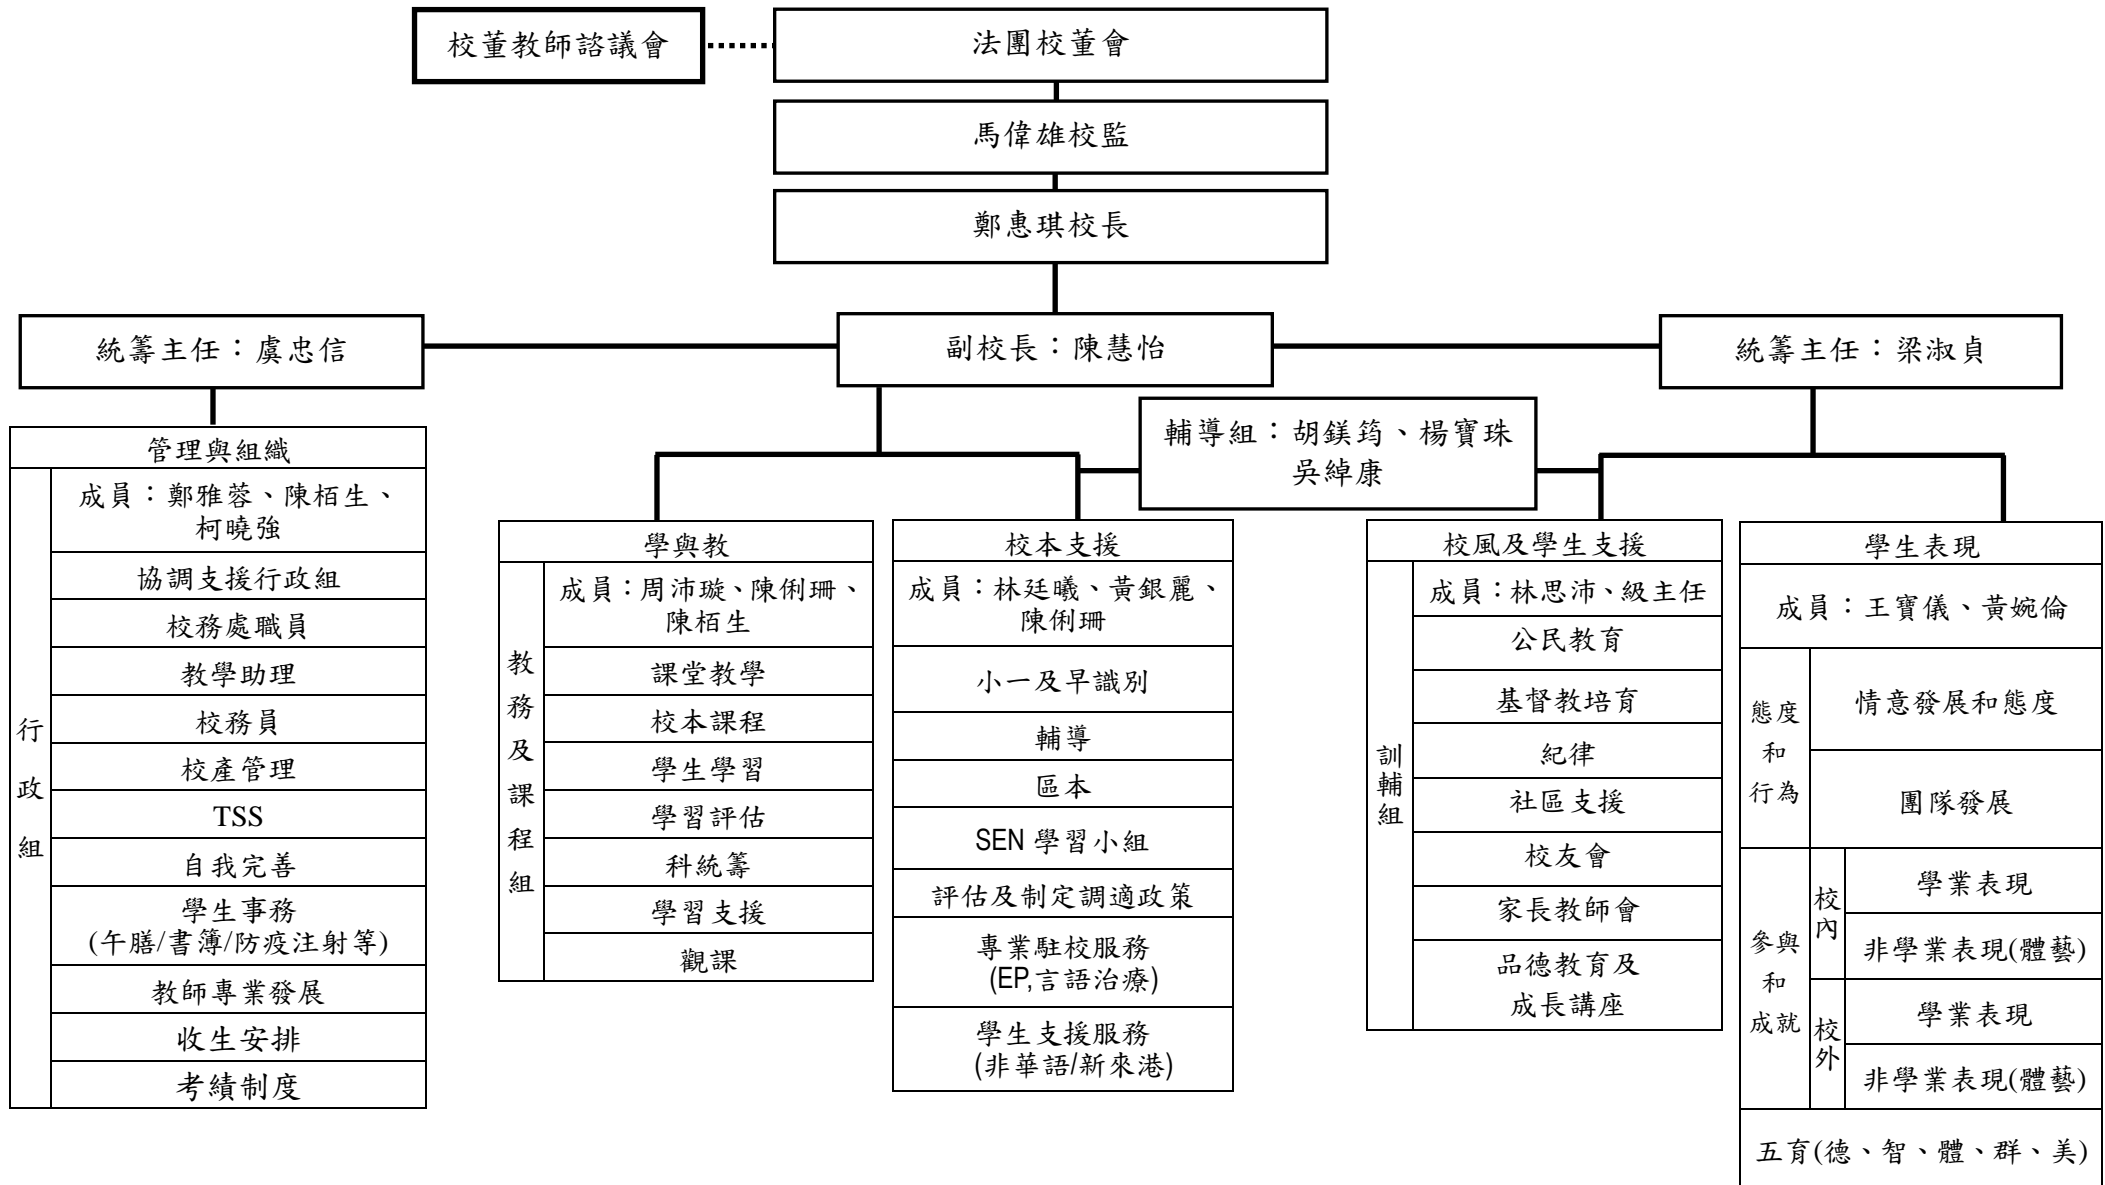 校董教師諮議會
法團校董會
馬偉雄校監
鄭惠琪校長
統籌主任：虞忠信
副校長：陳慧怡
統籌主任：梁淑貞
輔導組：胡鎂筠、楊寶珠
吳綽康
管理與組織
行政組
成員：鄭雅蓉、陳栢生、
柯曉強
協調支援行政組
校務處職員
教學助理
校務員
校產管理
TSS
自我完善
學生事務
(午膳/書簿/防疫注射等)
教師專業發展
收生安排
考績制度
學與教
教務及課程組
成員：周沛璇、陳俐珊、
陳栢生
課堂教學
校本課程
學生學習
學習評估
科統籌
學習支援
觀課
校本支援
成員：林廷曦、黃銀麗、
陳俐珊
小一及早識別
輔導
區本
SEN 學習小組
評估及制定調適政策
專業駐校服務
(EP,言語治療)
學生支援服務
(非華語/新來港)
校風及學生支援
訓輔組
成員：林思沛、級主任
公民教育
基督教培育
紀律
社區支援
校友會
家長教師會
品德教育及
成長講座
學生表現
成員：王寶儀、黃婉倫
態度
和
行為
情意發展和態度
團隊發展
參與
和
成就
校內
學業表現
非學業表現(體藝)
校外
學業表現
非學業表現(體藝)
五育(德、智、體、群、美)